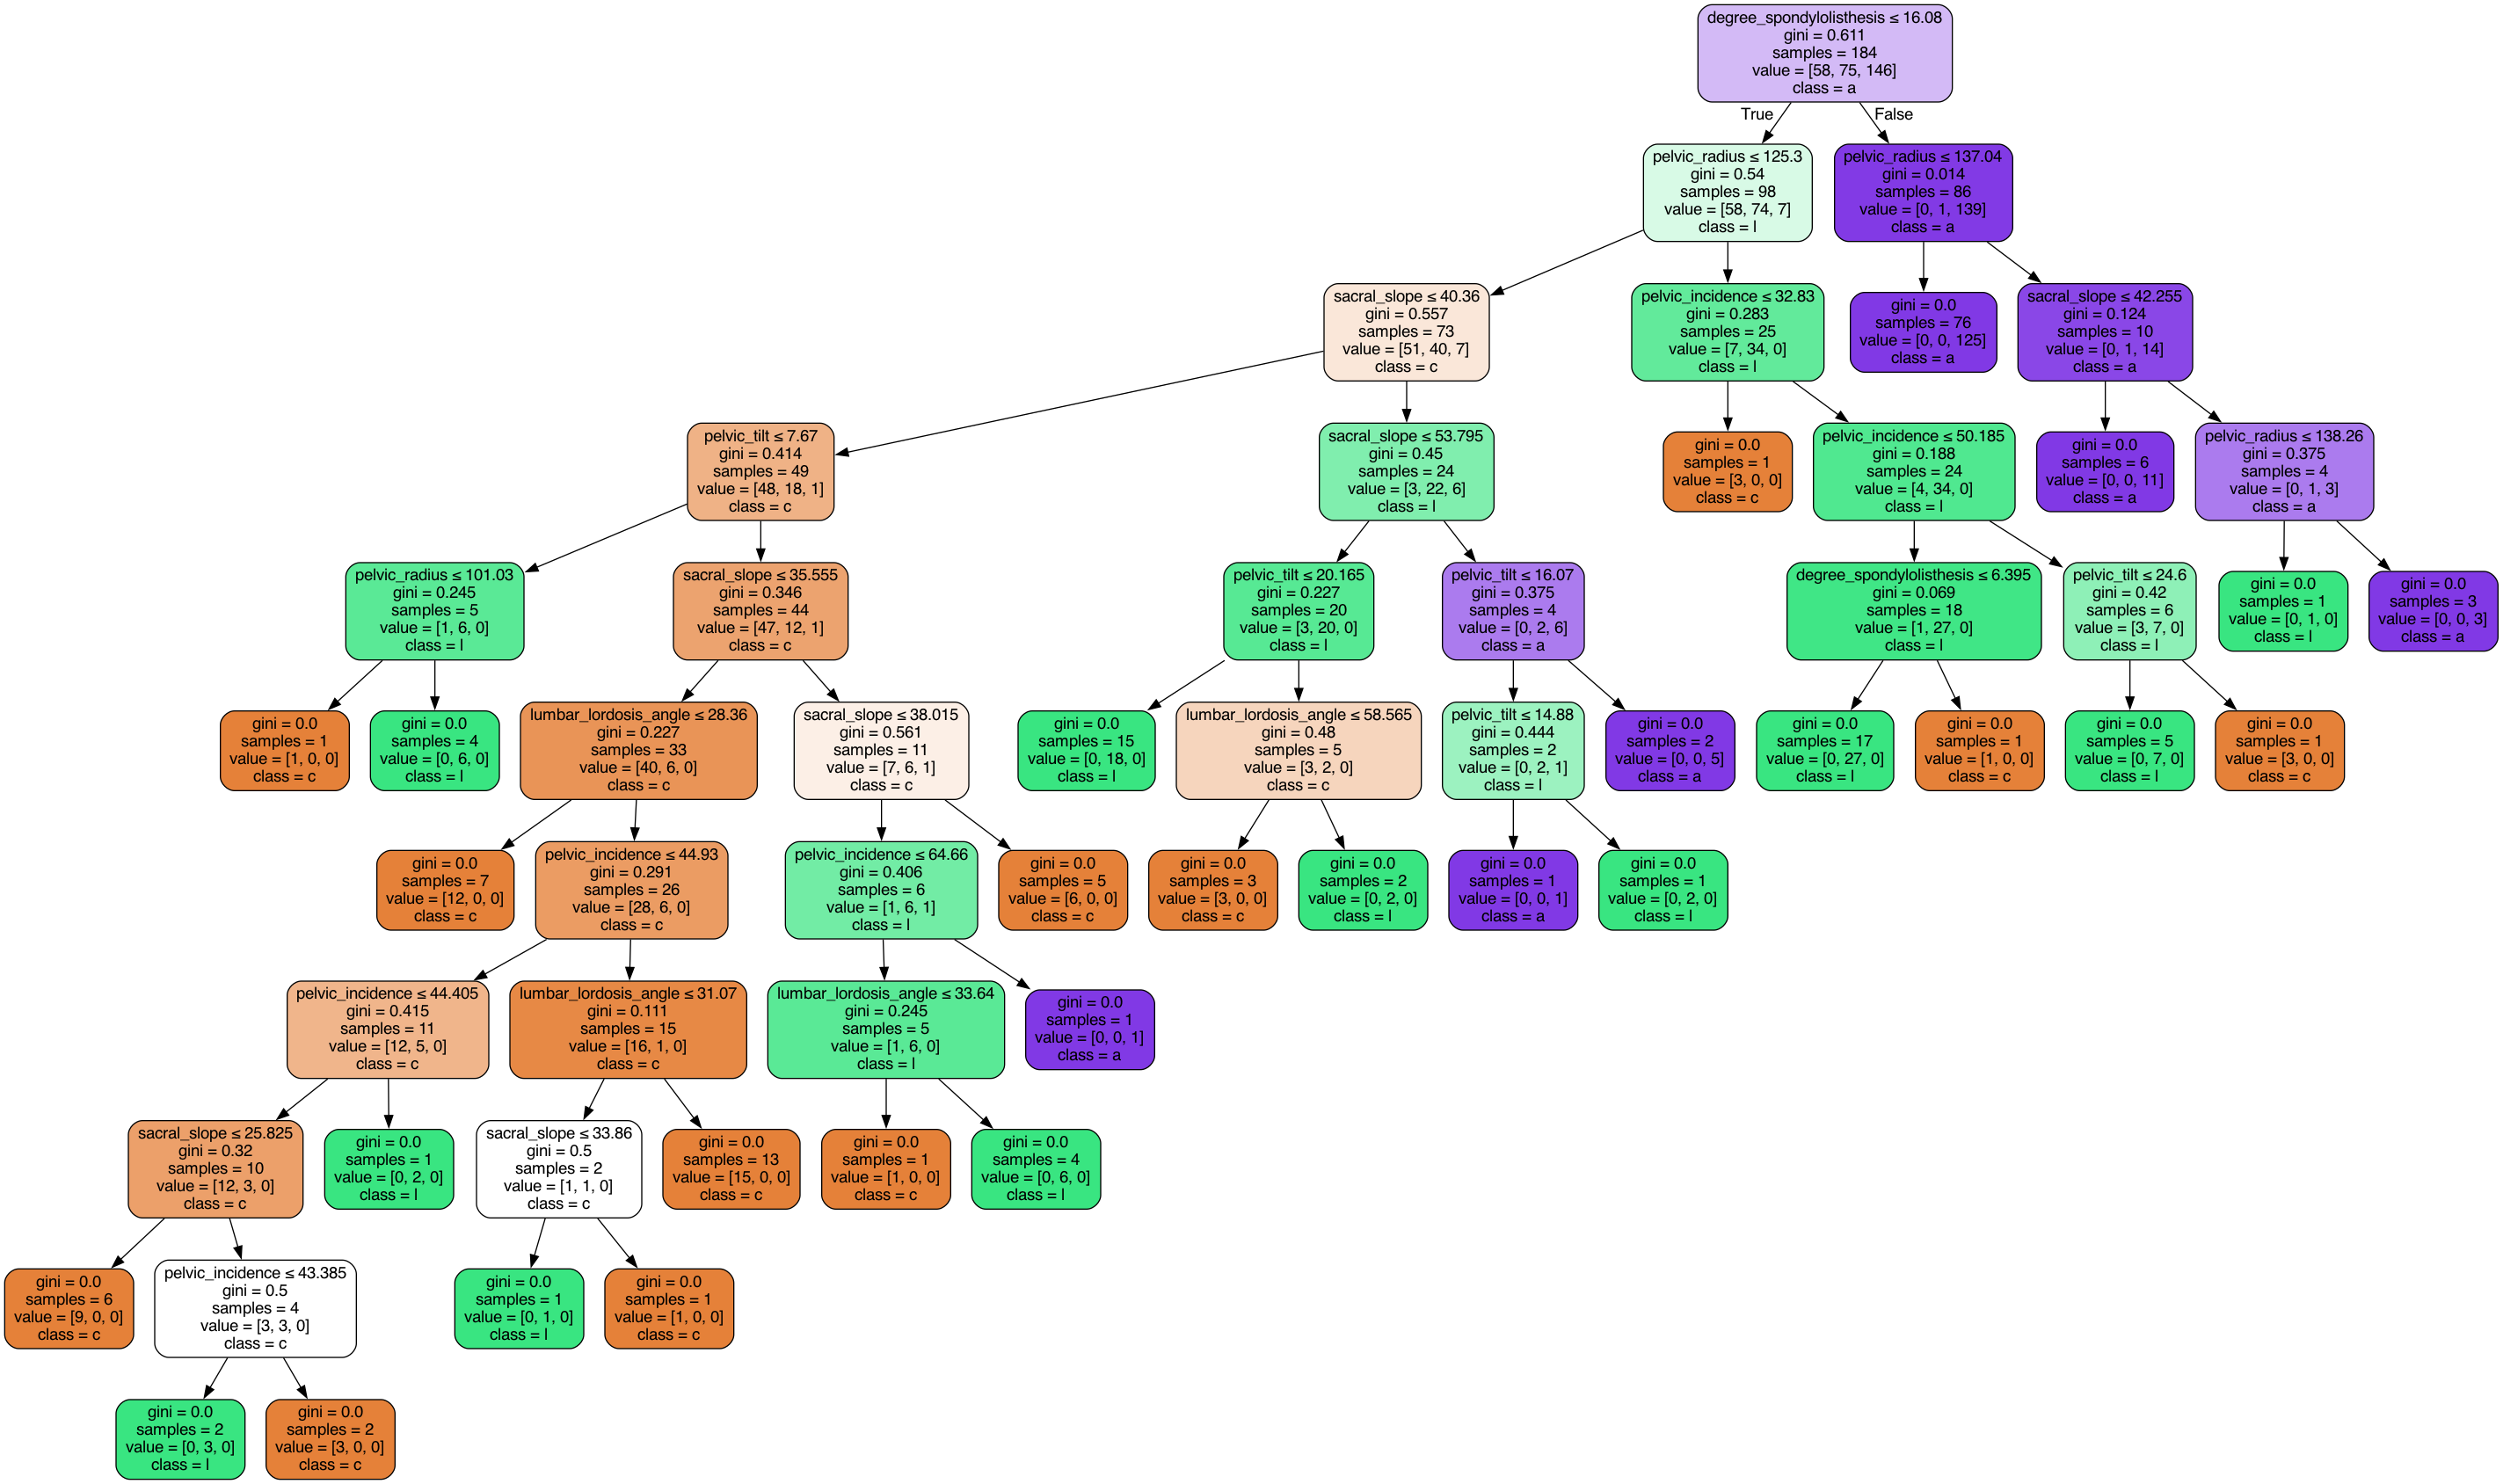 degree_spondylolisthesis ≤ 16.08
gini = 0.611
samples = 184
value = [58, 75, 146]
class = a
True
False
pelvic_radius ≤ 125.3
gini = 0.54
samples = 98
value = [58, 74, 7]
class = l
pelvic_radius ≤ 137.04
gini = 0.014
samples = 86
value = [0, 1, 139]
class = a
sacral_slope ≤ 40.36
gini = 0.557
samples = 73
value = [51, 40, 7]
class = c
pelvic_incidence ≤ 32.83
gini = 0.283
samples = 25
value = [7, 34, 0]
class = l
gini = 0.0
samples = 76
value = [0, 0, 125]
class = a
sacral_slope ≤ 42.255
gini = 0.124
samples = 10
value = [0, 1, 14]
class = a
pelvic_tilt ≤ 7.67
gini = 0.414
samples = 49
value = [48, 18, 1]
class = c
sacral_slope ≤ 53.795
gini = 0.45
samples = 24
value = [3, 22, 6]
class = l
gini = 0.0
samples = 1
value = [3, 0, 0]
class = c
pelvic_incidence ≤ 50.185
gini = 0.188
samples = 24
value = [4, 34, 0]
class = l
gini = 0.0
samples = 6
value = [0, 0, 11]
class = a
pelvic_radius ≤ 138.26
gini = 0.375
samples = 4
value = [0, 1, 3]
class = a
pelvic_radius ≤ 101.03
gini = 0.245
samples = 5
value = [1, 6, 0]
class = l
sacral_slope ≤ 35.555
gini = 0.346
samples = 44
value = [47, 12, 1]
class = c
pelvic_tilt ≤ 20.165
gini = 0.227
samples = 20
value = [3, 20, 0]
class = l
pelvic_tilt ≤ 16.07
gini = 0.375
samples = 4
value = [0, 2, 6]
class = a
degree_spondylolisthesis ≤ 6.395
gini = 0.069
samples = 18
value = [1, 27, 0]
class = l
pelvic_tilt ≤ 24.6
gini = 0.42
samples = 6
value = [3, 7, 0]
class = l
gini = 0.0
samples = 1
value = [0, 1, 0]
class = l
gini = 0.0
samples = 3
value = [0, 0, 3]
class = a
gini = 0.0
samples = 1
value = [1, 0, 0]
class = c
gini = 0.0
samples = 4
value = [0, 6, 0]
class = l
lumbar_lordosis_angle ≤ 28.36
gini = 0.227
samples = 33
value = [40, 6, 0]
class = c
sacral_slope ≤ 38.015
gini = 0.561
samples = 11
value = [7, 6, 1]
class = c
gini = 0.0
samples = 15
value = [0, 18, 0]
class = l
lumbar_lordosis_angle ≤ 58.565
gini = 0.48
samples = 5
value = [3, 2, 0]
class = c
pelvic_tilt ≤ 14.88
gini = 0.444
samples = 2
value = [0, 2, 1]
class = l
gini = 0.0
samples = 2
value = [0, 0, 5]
class = a
gini = 0.0
samples = 17
value = [0, 27, 0]
class = l
gini = 0.0
samples = 1
value = [1, 0, 0]
class = c
gini = 0.0
samples = 5
value = [0, 7, 0]
class = l
gini = 0.0
samples = 1
value = [3, 0, 0]
class = c
gini = 0.0
samples = 7
value = [12, 0, 0]
class = c
pelvic_incidence ≤ 44.93
gini = 0.291
samples = 26
value = [28, 6, 0]
class = c
pelvic_incidence ≤ 64.66
gini = 0.406
samples = 6
value = [1, 6, 1]
class = l
gini = 0.0
samples = 5
value = [6, 0, 0]
class = c
gini = 0.0
samples = 3
value = [3, 0, 0]
class = c
gini = 0.0
samples = 2
value = [0, 2, 0]
class = l
gini = 0.0
samples = 1
value = [0, 0, 1]
class = a
gini = 0.0
samples = 1
value = [0, 2, 0]
class = l
pelvic_incidence ≤ 44.405
gini = 0.415
samples = 11
value = [12, 5, 0]
class = c
lumbar_lordosis_angle ≤ 31.07
gini = 0.111
samples = 15
value = [16, 1, 0]
class = c
lumbar_lordosis_angle ≤ 33.64
gini = 0.245
samples = 5
value = [1, 6, 0]
class = l
gini = 0.0
samples = 1
value = [0, 0, 1]
class = a
sacral_slope ≤ 25.825
gini = 0.32
samples = 10
value = [12, 3, 0]
class = c
gini = 0.0
samples = 1
value = [0, 2, 0]
class = l
sacral_slope ≤ 33.86
gini = 0.5
samples = 2
value = [1, 1, 0]
class = c
gini = 0.0
samples = 13
value = [15, 0, 0]
class = c
gini = 0.0
samples = 1
value = [1, 0, 0]
class = c
gini = 0.0
samples = 4
value = [0, 6, 0]
class = l
gini = 0.0
samples = 6
value = [9, 0, 0]
class = c
pelvic_incidence ≤ 43.385
gini = 0.5
samples = 4
value = [3, 3, 0]
class = c
gini = 0.0
samples = 1
value = [0, 1, 0]
class = l
gini = 0.0
samples = 1
value = [1, 0, 0]
class = c
gini = 0.0
samples = 2
value = [0, 3, 0]
class = l
gini = 0.0
samples = 2
value = [3, 0, 0]
class = c